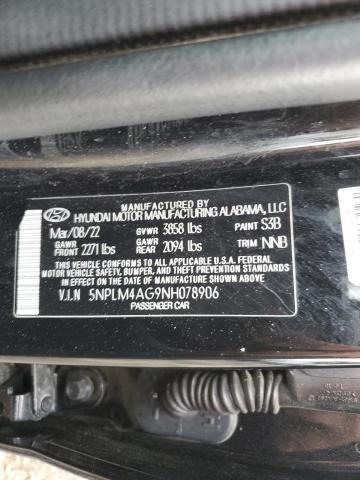 MANUFACTURED BY
HYUNDAI MOTOR MANUFACTURING ALABAMA, LLC
Mar/08/22 GVWR 3858 lbs PAINT S3B
GAWR FRONT 2271 lbs GAWR REAR 2094 lbs TRIM NNB
THIS VEHICLE CONFORMS TO ALL APPLICABLE U.S.
FEDERAL MOTOR VEHICLE SAFETY, BUMPER, AND THEFT
PREVENTION STANDARDS IN EFFECT ON THE DATE OF
MANUFACTURE SHOWN ABOVE.
V.I.N 5NPLM4AG9NH078906
PASSENGER CAR